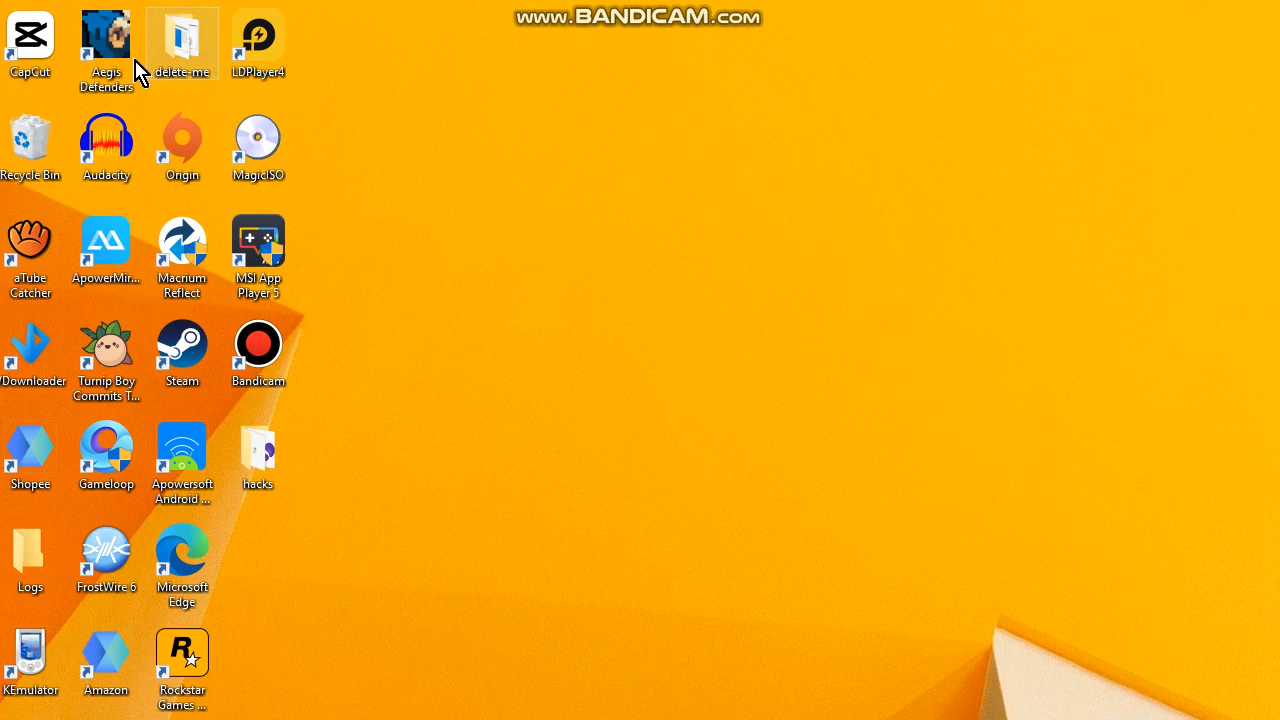 www.BANDICAM.com
CapCut
Aegis
Defenders
delete-me
LDPlayer4
Recycle Bin
Audacity
Origin
MagicISO
aTube
Catcher
ApowerMir...
Macrium
Reflect
MSI App
Player 5
/Downloader
Turnip Boy
Commits T...
Steam
Bandicam
Shopee
Gameloop
Apowersoft
Android ...
hacks
Logs
FrostWire 6
Microsoft
Edge
KEmulator
Amazon
R
Rockstar
Games ...